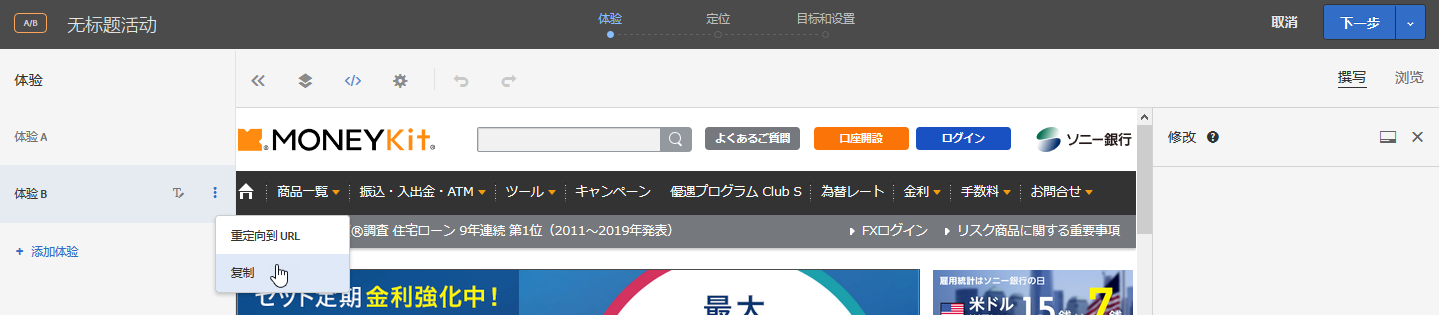 A/B 无标题活动 体验 定位 目标和设置 取消 下一步
体验 撰写 浏览
体验 A MONEYKit よくあるご質問 口座開設 ログイン ソニー銀行 修改
体验 B 商品一覧 振込・入出金・ATM ツール キャンペーン 優遇プログラム Club S 為替レート 金利 手数料 お問合せ
重定向到 URL ®調査 住宅ローン 9年連続 第1位（2011～2019年発表） FXログイン リスク商品に関する重要事項
+ 添加体验
复制
セット定期 金利強化中！ 最大 雇用統計はソニー銀行の日
米ドル 15銭 7